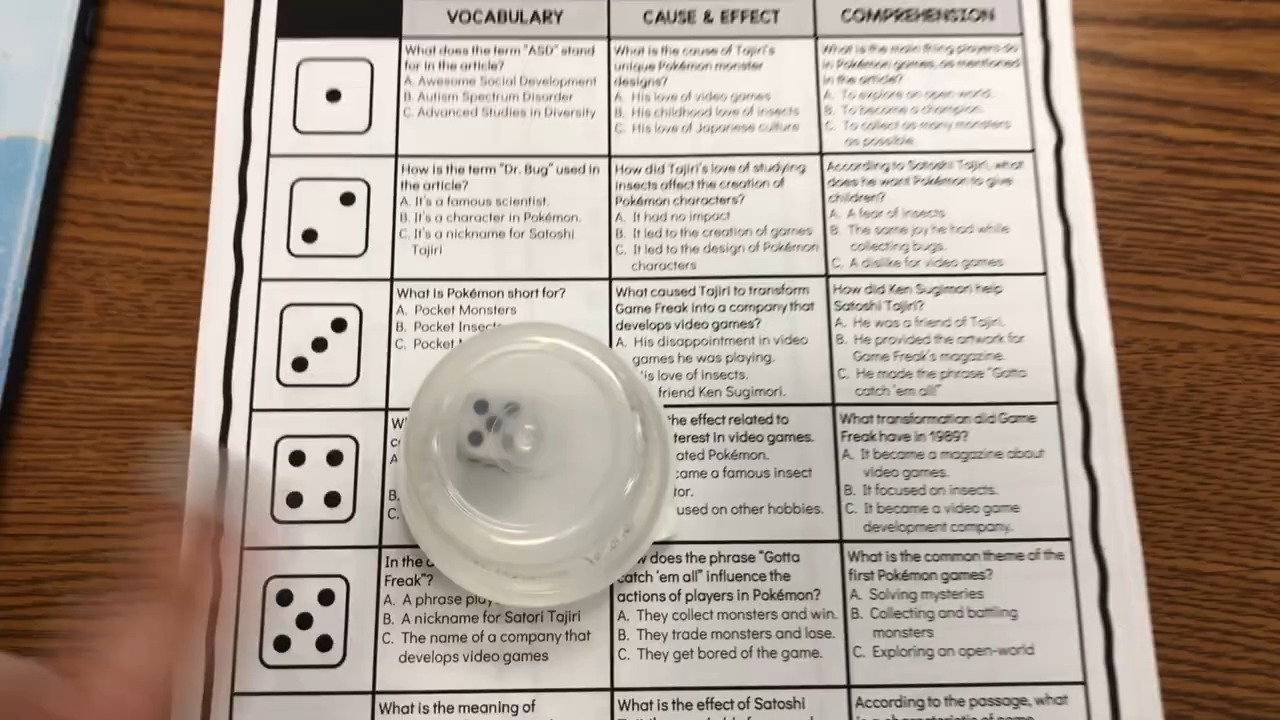 VOCABULARY
CAUSE & EFFECT
COMPREHENSION
What does the term "ASD" stand
for in the article?
A. Awesome Social Development
B. Autism Spectrum Disorder
C. Advanced Studies in Diversity
What is the cause of Tajiri's
unique Pokémon monster
designs?
A. His love of video games
B. His childhood love of insects
C. His love of Japanese culture
What is the main thing players do
in Pokémon games, as mentioned
in the article?
A. To explore an open world.
B. To become a champion.
C. To collect as many monsters
as possible.
How is the term "Dr. Bug" used in
the article?
A. It's a famous scientist.
B. It's a character in Pokémon.
C. It's a nickname for Satoshi
Tajiri
How did Tajiri's love of studying
insects affect the creation of
Pokémon characters?
A. It had no impact
B. It led to the creation of games
C. It led to the design of Pokémon
characters
According to Satoshi Tajiri, what
does he want Pokémon to give
children?
A. A fear of insects
B. The same joy he had while
collecting bugs.
C. A dislike for video games
What is Pokémon short for?
A. Pocket Monsters
B. Pocket Insects
C. Pocket
What caused Tajiri to transform
Game Freak into a company that
develops video games?
A. His disappointment in video
games he was playing.
is love of insects.
friend Ken Sugimori.
How did Ken Sugimori help
Satoshi Tajiri?
A. He was a friend of Tajiri.
B. He provided the artwork for
Game Freak's magazine.
C. He made the phrase "Gotta
catch 'em all!"
A
B.
C.
the effect related to
terest in video games.
ated Pokémon.
came a famous insect
tor.
used on other hobbies.
What transformation did Game
Freak have in 1989?
A. It became a magazine about
video games.
B. It focused on insects.
C. It became a video game
development company.
In the
Freak"?
A. A phrase
B. A nickname for Satori Tajiri
C. The name of a company that
develops video games
does the phrase "Gotta
catch 'em all" influence the
actions of players in Pokémon?
A. They collect monsters and win.
B. They trade monsters and lose.
C. They get bored of the game.
What is the common theme of the
first Pokémon games?
A. Solving mysteries
B. Collecting and battling
monsters
C. Exploring an open-world
What is the meaning of
What is the effect of Satoshi
According to the passage, what